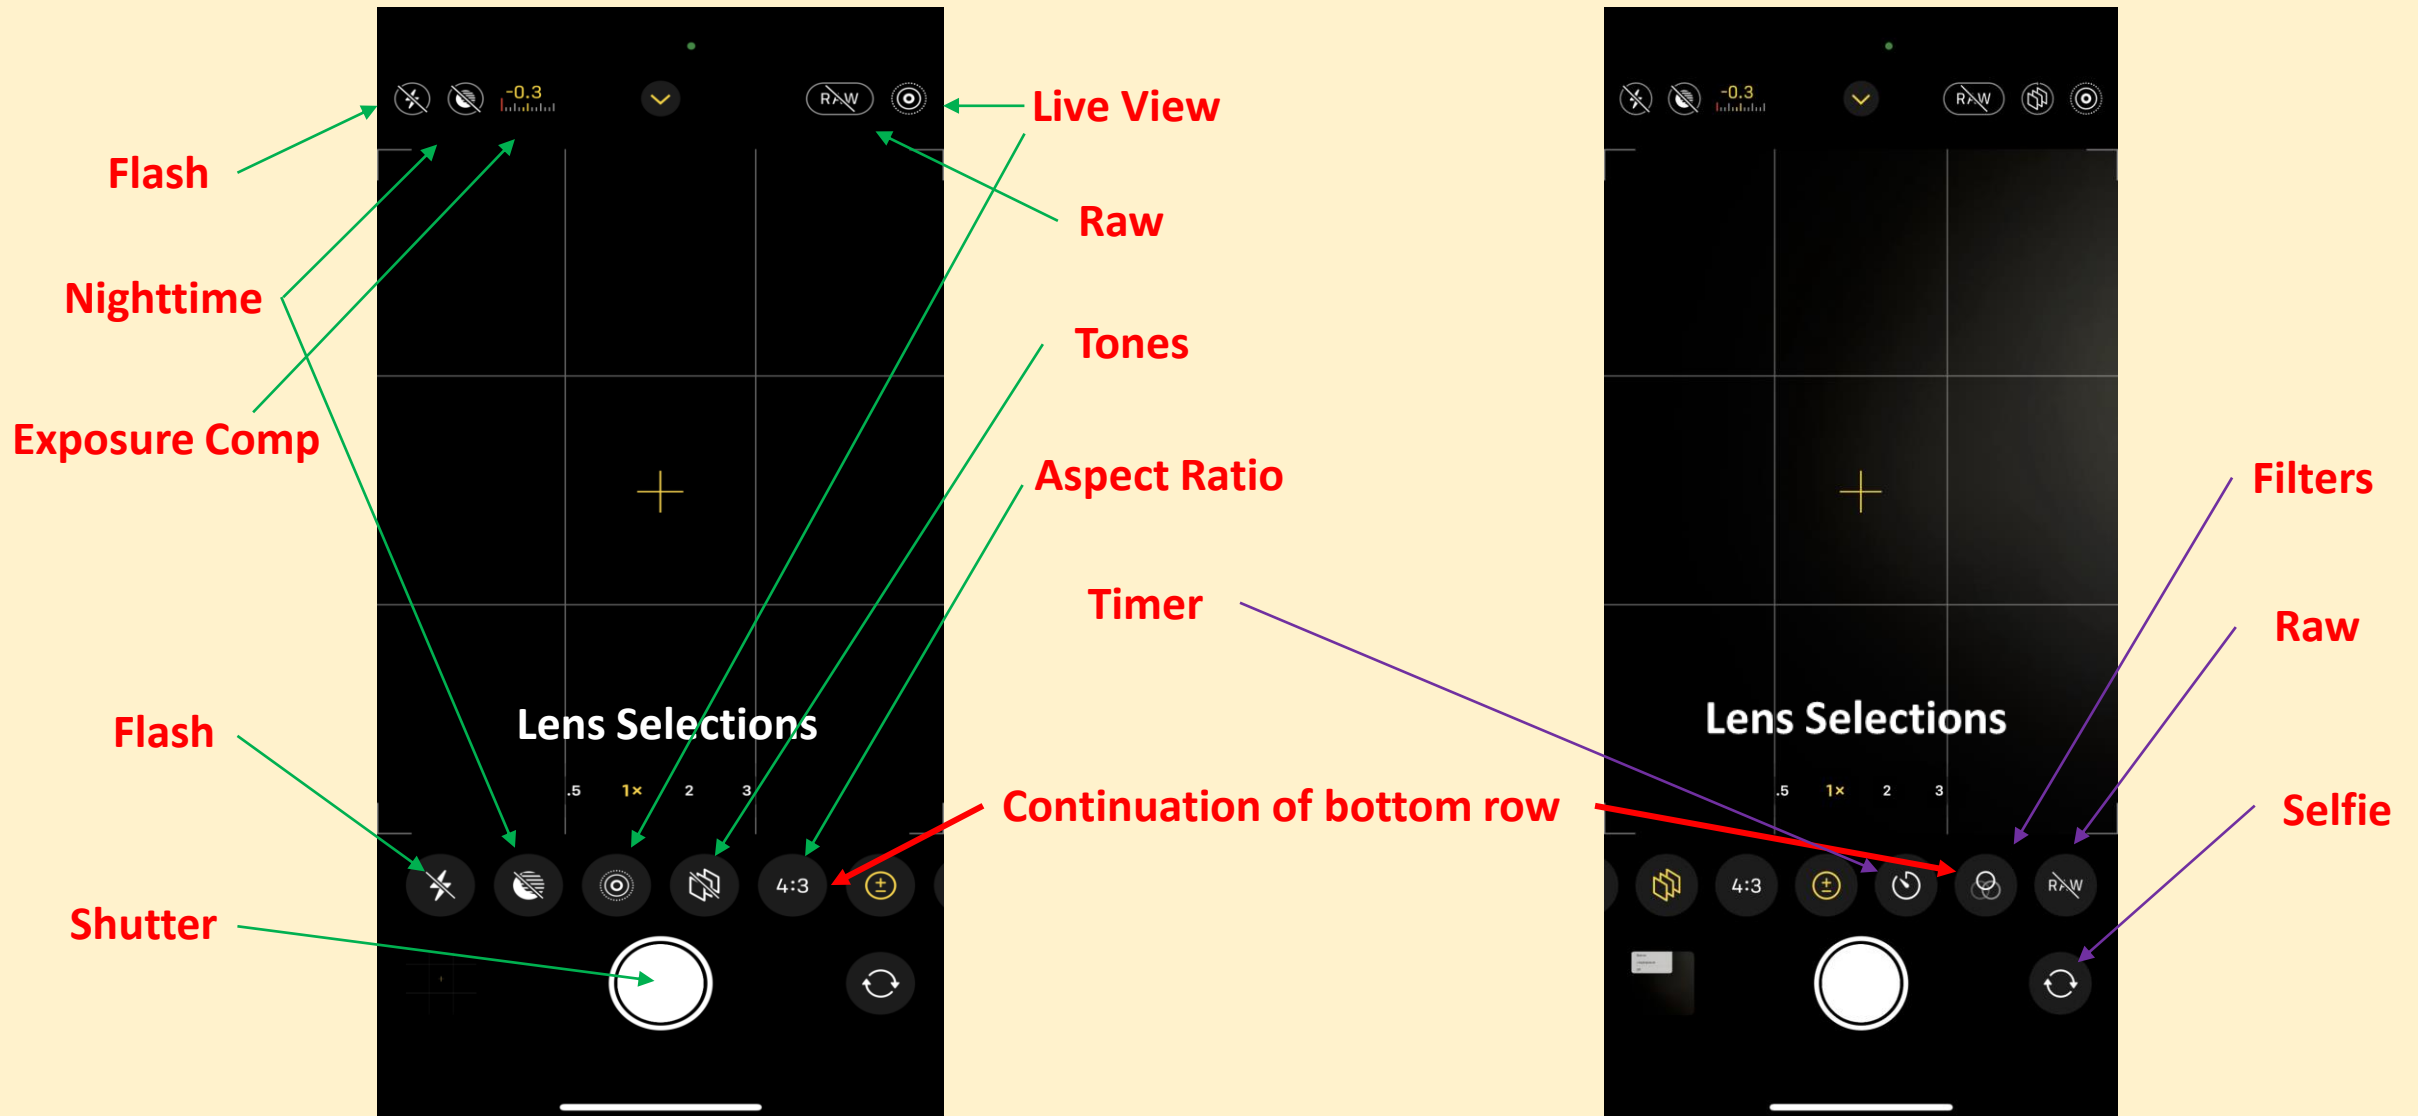 -0.3
RAW
Live View
-0.3
RAW
Flash
Raw
Nighttime
Tones
Exposure Comp
Aspect Ratio
Filters
Timer
Raw
Flash
Lens Selections
Lens Selections
.5 1× 2 3
Continuation of bottom row
.5 1× 2 3
Selfie
4:3
4:3
RAW
Shutter